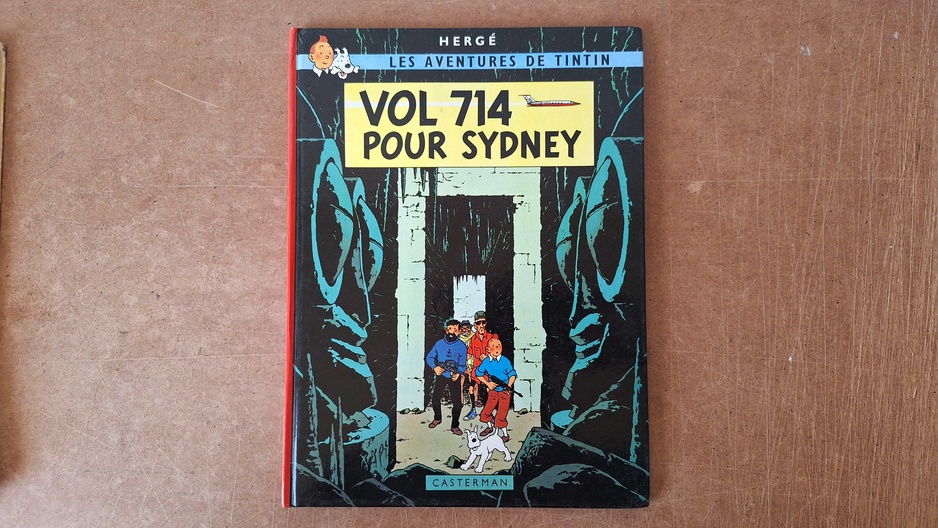 HERGÉ
LES AVENTURES DE TINTIN
VOL 714
POUR SYDNEY
CASTERMAN